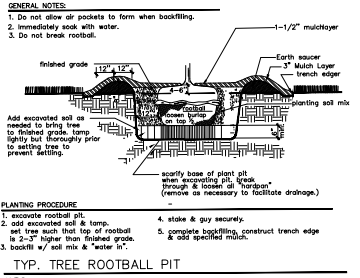 GENERAL NOTES:
1. Do not allow air pockets to form when backfilling.
2. Immediately soak with water.
3. Do not break rootball.
1-1/2" mulchlayer
finished grade
12" 12"
4-6"
Earth saucer
3" Mulch Layer
trench edger
planting soil mix
rootball
loosen burlap
on top ½
Add excavated soil as
needed to bring tree
to finished grade. tamp
lightly but thoroughly prior
to setting tree to
prevent settling.
6"
min.
scarify base of plant pit
when excavating pit. break
through & loosen all "hardpan"
(remove as necessary to facilitate drainage.)
PLANTING PROCEDURE
1. excavate rootball pit.
2. add excavated soil & tamp.
set tree such that top of rootball
is 2-3" higher than finished grade.
3. backfill w/ soil mix & "water in".
4. stake & guy securely.
5. complete backfilling, construct trench edge
& add specified mulch.
TYP. TREE ROOTBALL PIT